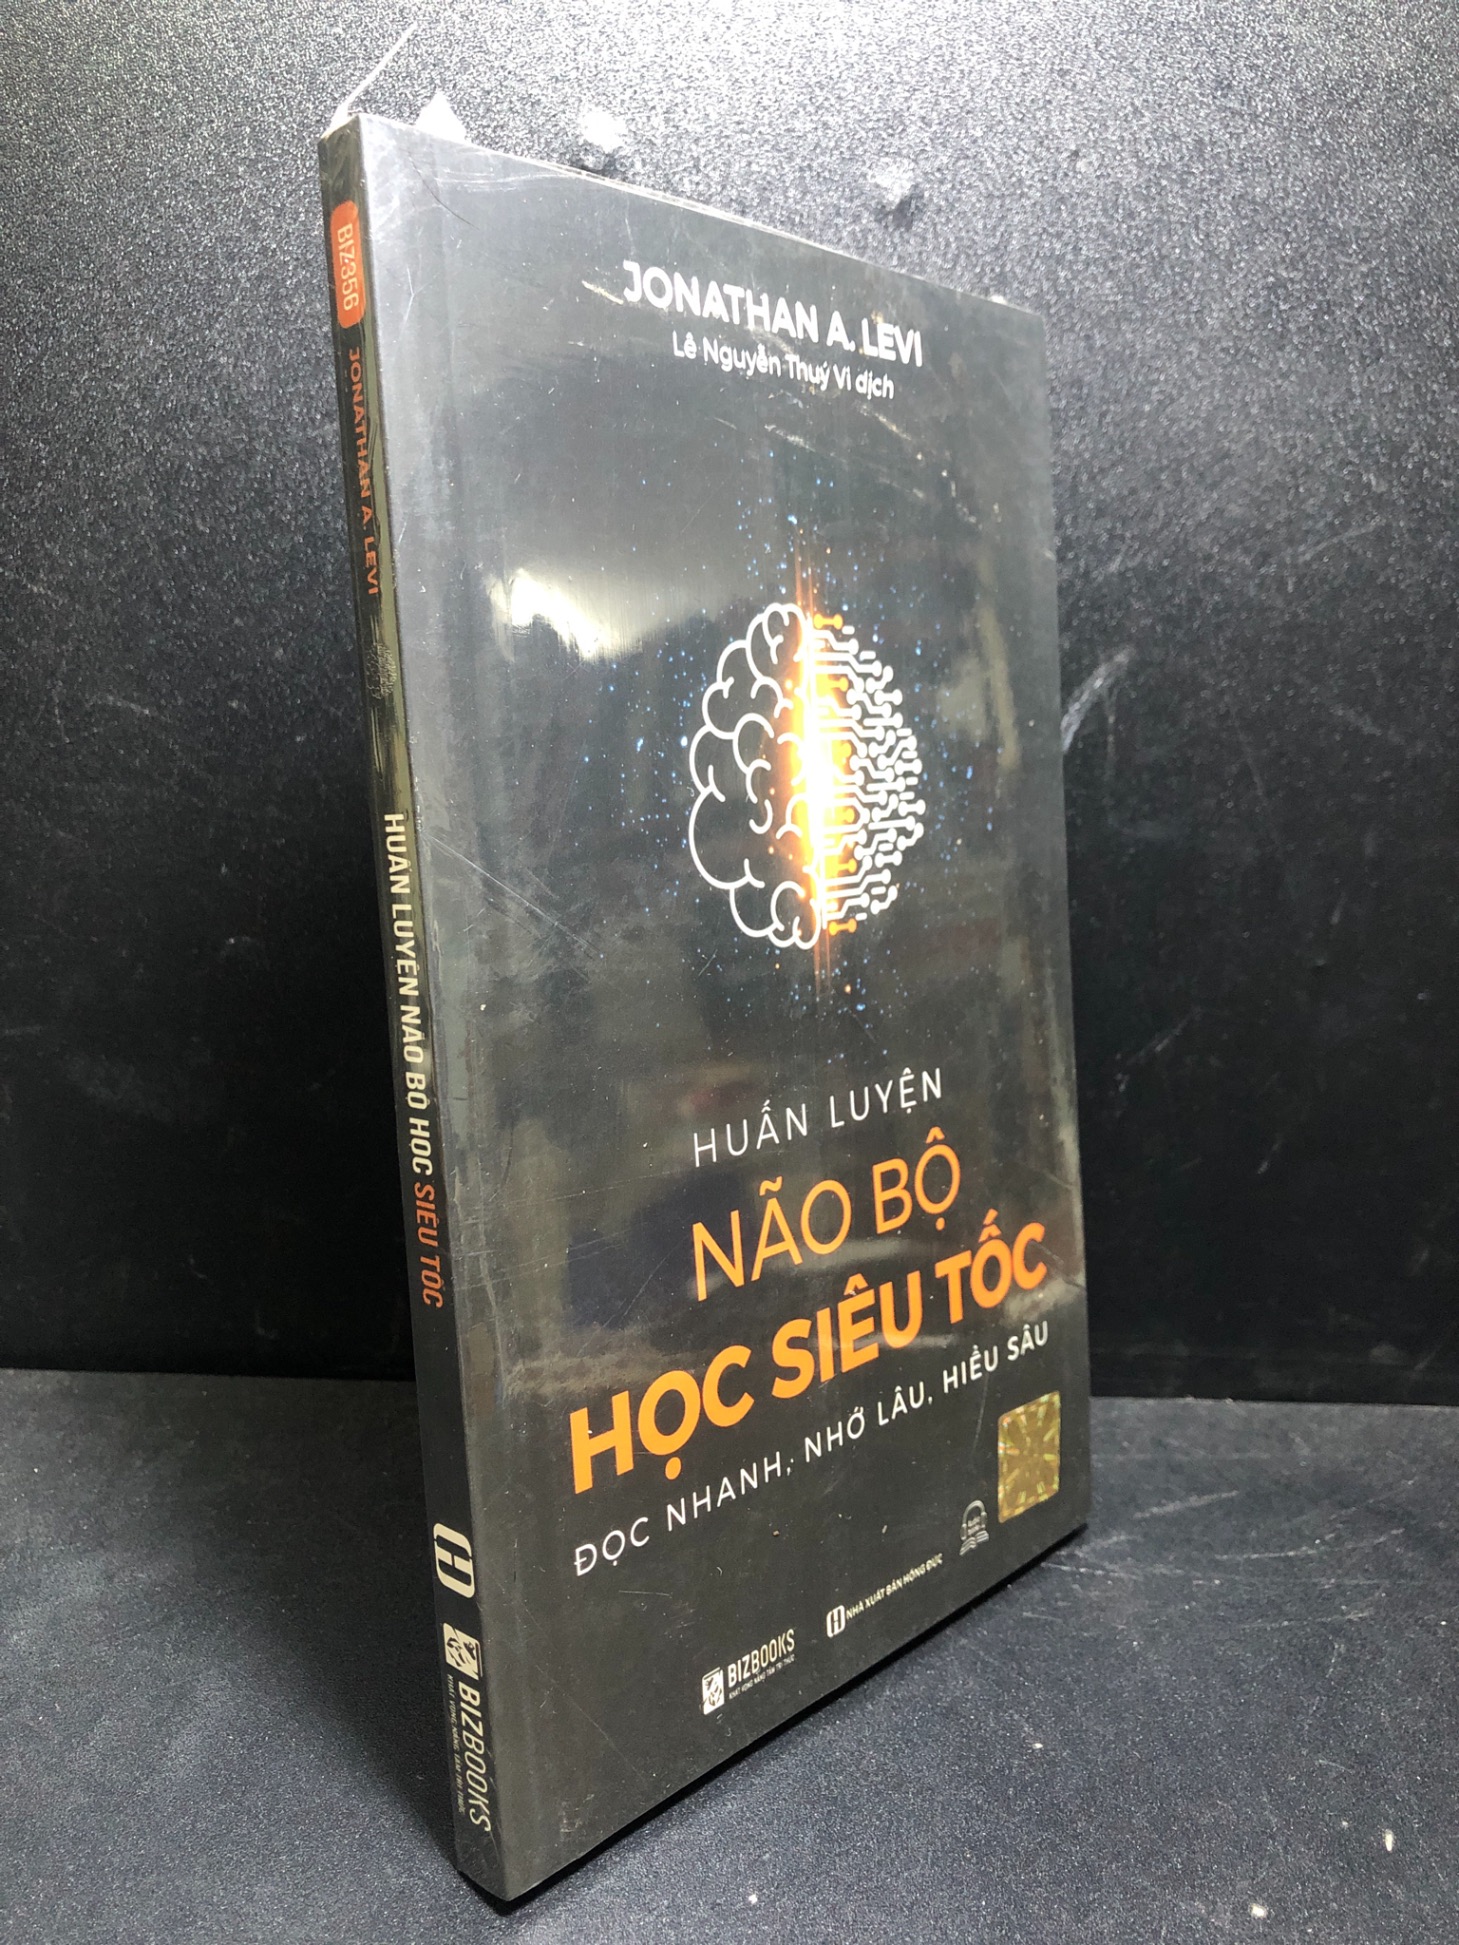 JONATHAN A. LEVI
Lê Nguyễn Thuý Vi dịch
HUẤN LUYỆN
NÃO BỘ
HỌC SIÊU TỐC
ĐỌC NHANH, NHỚ LÂU, HIỂU SÂU
BIZBOOKS
NHÀ XUẤT BẢN HỒNG ĐỨC
BIZ356
JONATHAN A. LEVI
HUẤN LUYỆN NÃO BỘ HỌC SIÊU TỐC
BIZBOOKS